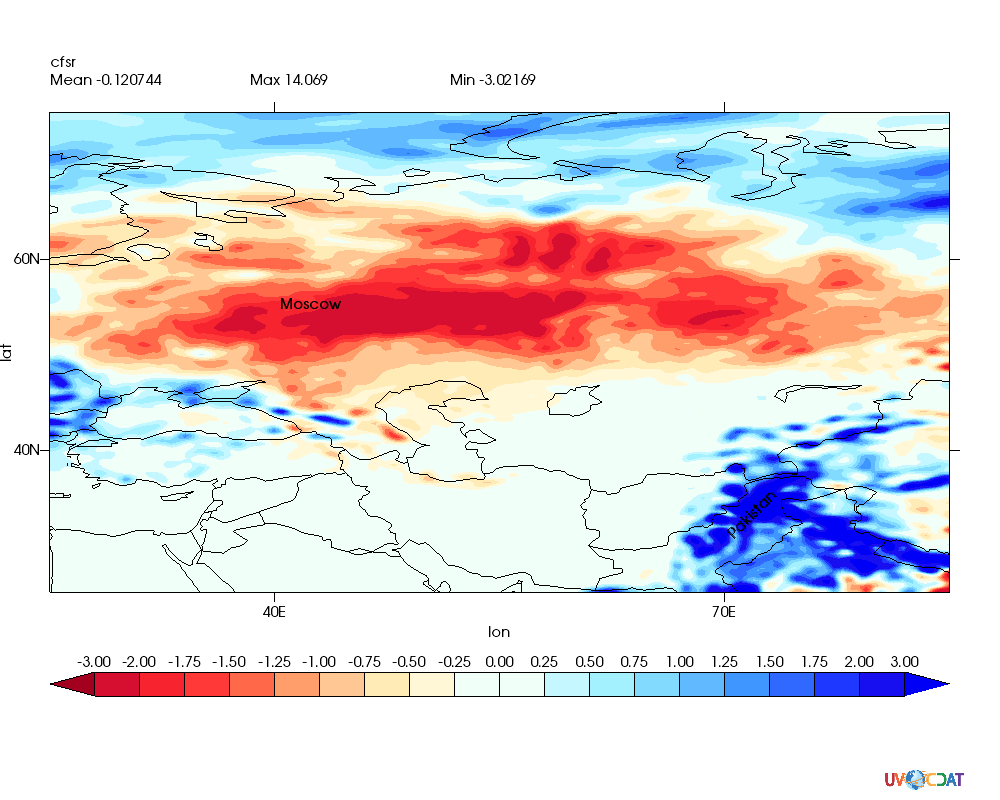 cfsr
Mean -0.120744 Max 14.069 Min -3.02169
60N
Moscow
lat
40N
Pakistan
40E 70E
lon
-3.00 -2.00 -1.75 -1.50 -1.25 -1.00 -0.75 -0.50 -0.25 0.00 0.25 0.50 0.75 1.00 1.25 1.50 1.75 2.00 3.00
UV CDAT